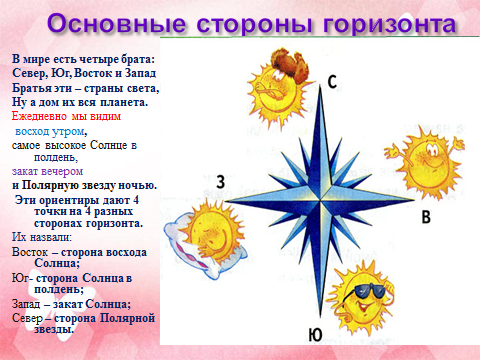 Основные стороны горизонта
В мире есть четыре брата:
Север, Юг, Восток и Запад
Братья эти – страны света,
Ну а дом их вся планета.
Ежедневно мы видим
восход утром,
самое высокое Солнце в
полдень,
закат вечером
и Полярную звезду ночью.
Эти ориентиры дают 4
точки на 4 разных
сторонах горизонта.
Их назвали:
Восток – сторона восхода
Солнца;
Юг- сторона Солнца в
полдень;
Запад – закат Солнца;
Север – сторона Полярной
звезды.
С
З
В
Ю